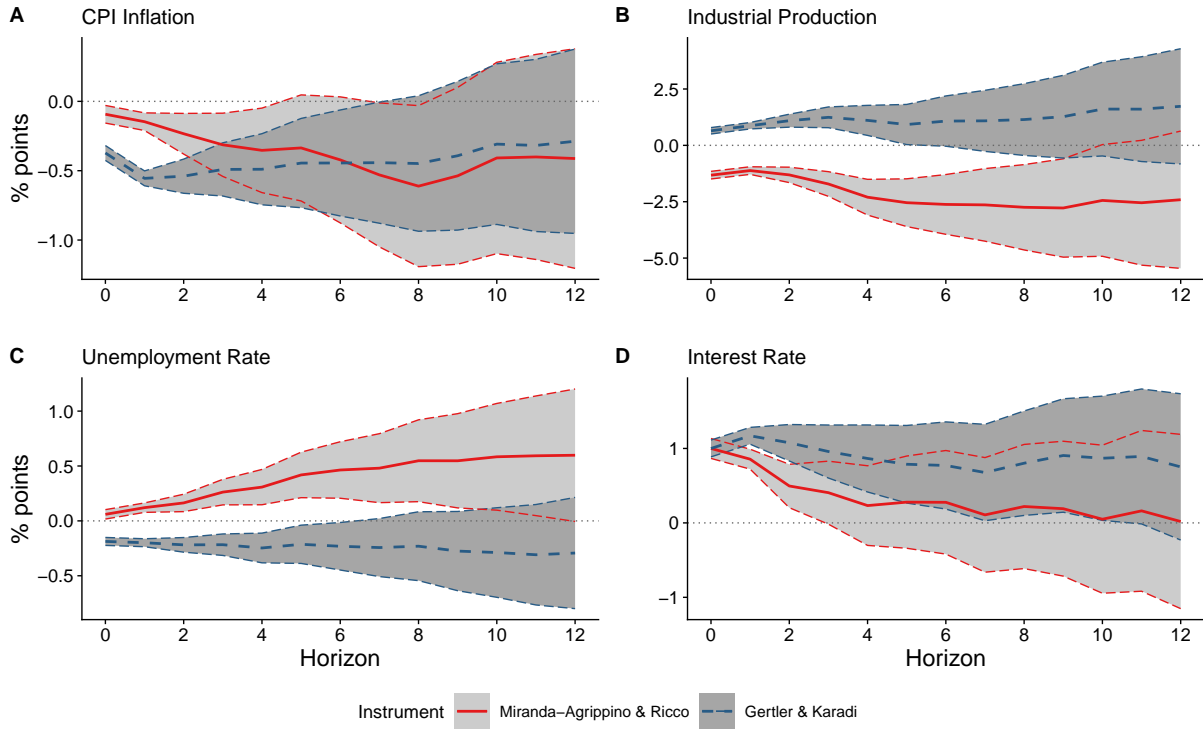 A CPI Inflation
B Industrial Production
% points
0.0
−0.5
−1.0
0 2 4 6 8 10 12
2.5
0.0
−2.5
−5.0
0 2 4 6 8 10 12
C Unemployment Rate
D Interest Rate
% points
1.0
0.5
0.0
−0.5
0 2 4 6 8 10 12
Horizon
1
0
−1
0 2 4 6 8 10 12
Horizon
Instrument Miranda−Agrippino & Ricco Gertler & Karadi